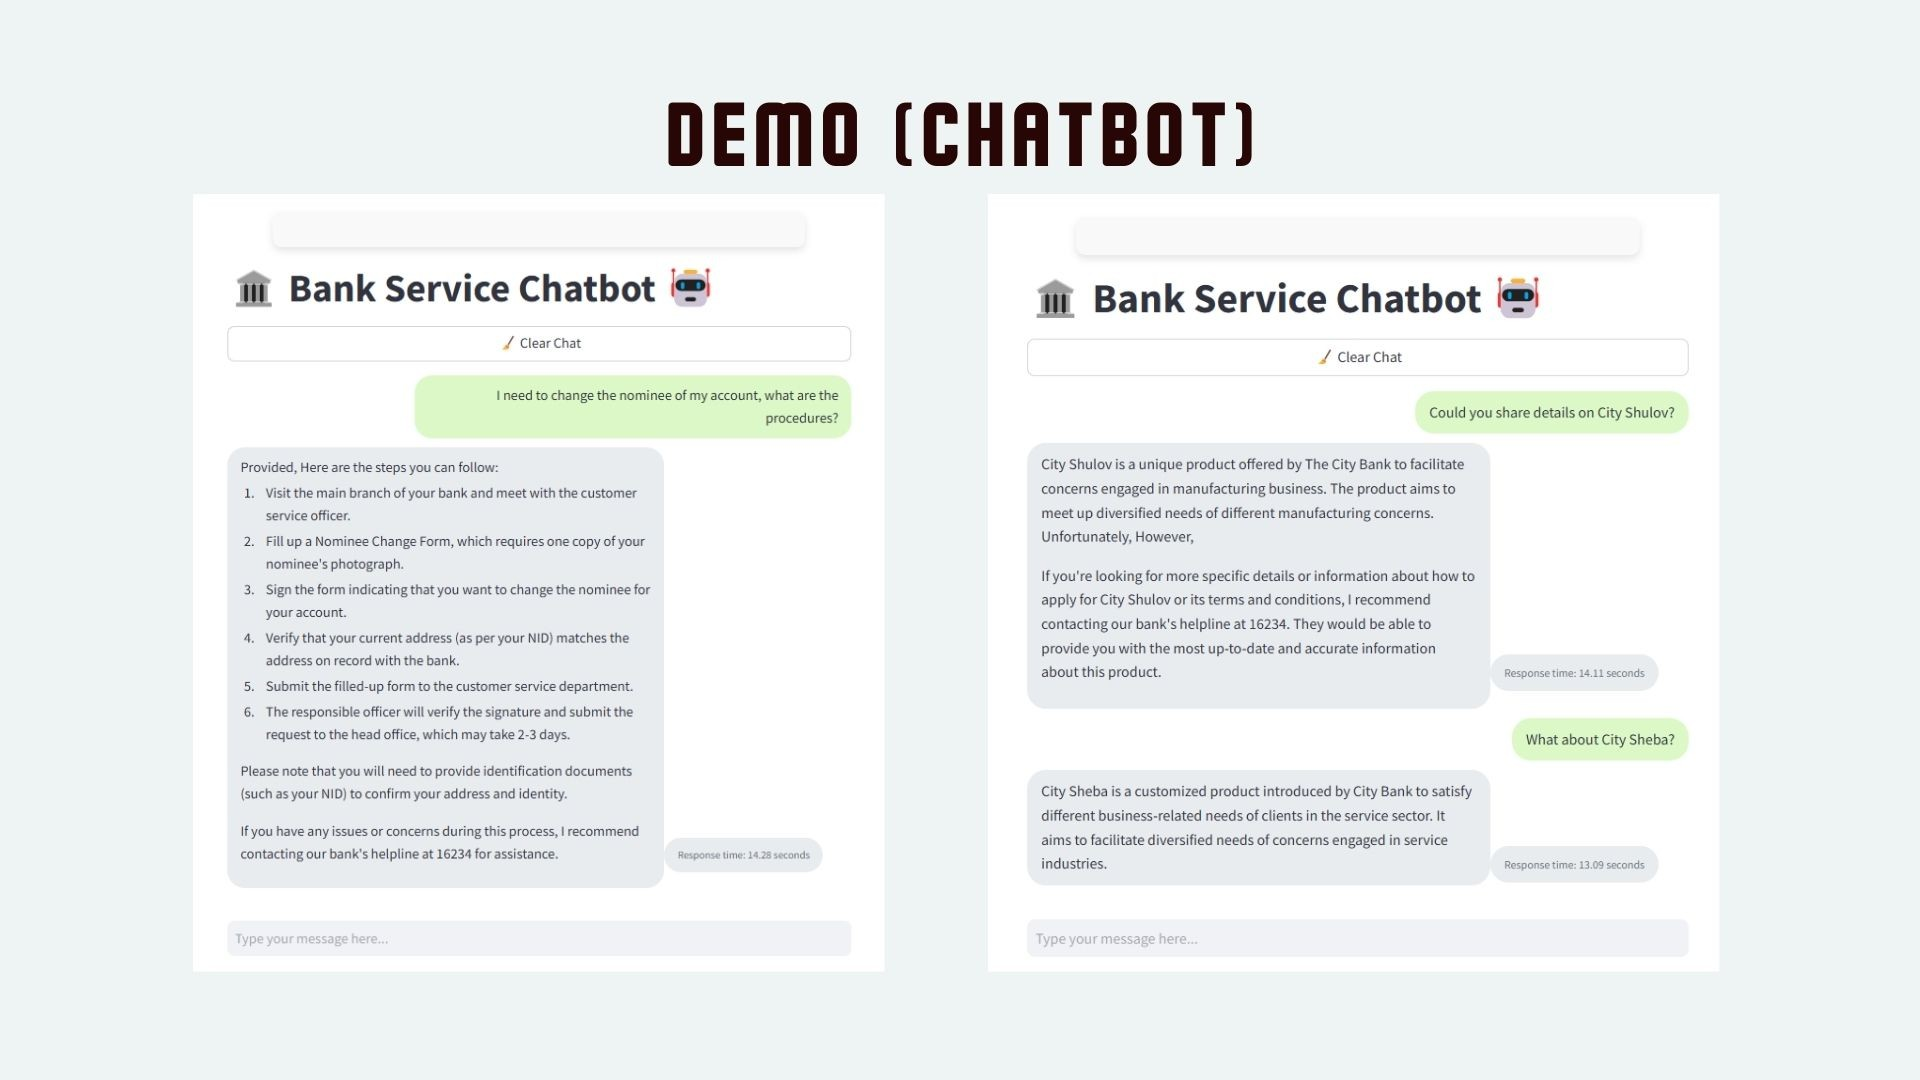 DEMO (CHATBOT)
Bank Service Chatbot
Clear Chat
I need to change the nominee of my account, what are the
procedures?
Provided, Here are the steps you can follow:
1. Visit the main branch of your bank and meet with the customer
service officer.
2. Fill up a Nominee Change Form, which requires one copy of your
nominee's photograph.
3. Sign the form indicating that you want to change the nominee for
your account.
4. Verify that your current address (as per your NID) matches the
address on record with the bank.
5. Submit the filled-up form to the customer service department.
6. The responsible officer will verify the signature and submit the
request to the head office, which may take 2-3 days.
Please note that you will need to provide identification documents
(such as your NID) to confirm your address and identity.
If you have any issues or concerns during this process, I recommend
contacting our bank's helpline at 16234 for assistance.
Response time: 14.28 seconds
Type your message here...
Bank Service Chatbot
Clear Chat
Could you share details on City Shulov?
City Shulov is a unique product offered by The City Bank to facilitate
concerns engaged in manufacturing business. The product aims to
meet up diversified needs of different manufacturing concerns.
Unfortunately, However,
If you're looking for more specific details or information about how to
apply for City Shulov or its terms and conditions, I recommend
contacting our bank's helpline at 16234. They would be able to
provide you with the most up-to-date and accurate information
about this product.
Response time: 14.11 seconds
What about City Sheba?
City Sheba is a customized product introduced by City Bank to satisfy
different business-related needs of clients in the service sector. It
aims to facilitate diversified needs of concerns engaged in service
industries.
Response time: 13.09 seconds
Type your message here...